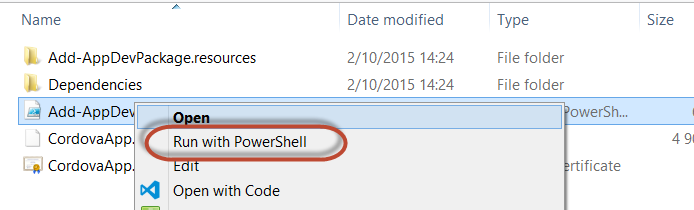 Name Date modified Type Size
Add-AppDevPackage.resources 2/10/2015 14:24 File folder
Dependencies 2/10/2015 14:24 File folder
Add-AppDev PowerSh...
Open
CordovaApp. 4 9
Run with PowerShell
CordovaApp. ertificate
Edit
Open with Code